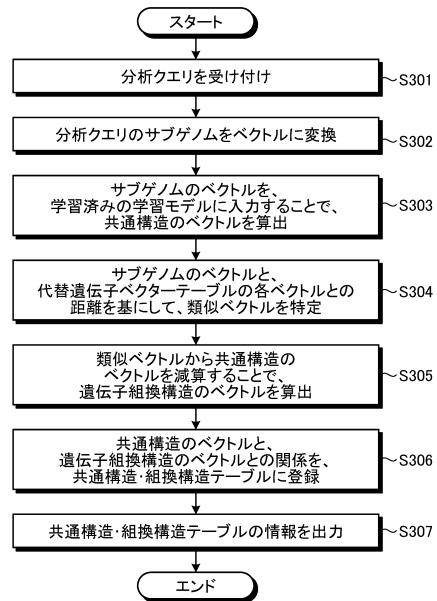 スタート
分析クエリを受け付け
S301
分析クエリのサブゲノムをベクトルに変換
S302
サブゲノムのベクトルを、
学習済みの学習モデルに入力することで、
共通構造のベクトルを算出
S303
サブゲノムのベクトルと、
代替遺伝子ベクターテーブルの各ベクトルとの
距離を基にして、類似ベクトルを特定
S304
類似ベクトルから共通構造の
ベクトルを減算することで、
遺伝子組換構造のベクトルを算出
S305
共通構造のベクトルと、
遺伝子組換構造のベクトルとの関係を、
共通構造・組換構造テーブルに登録
S306
共通構造・組換構造テーブルの情報を出力
S307
エンド